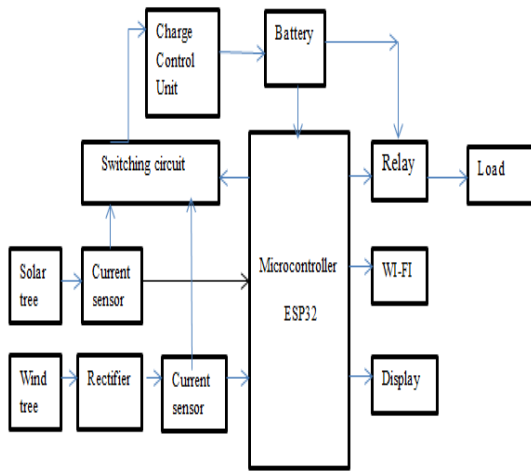 Charge
Control
Unit
Battery
Switching circuit
Relay
Load
Solar
tree
Current
sensor
Microcontroller
ESP32
WI-FI
Wind
tree
Rectifier
Current
sensor
Display